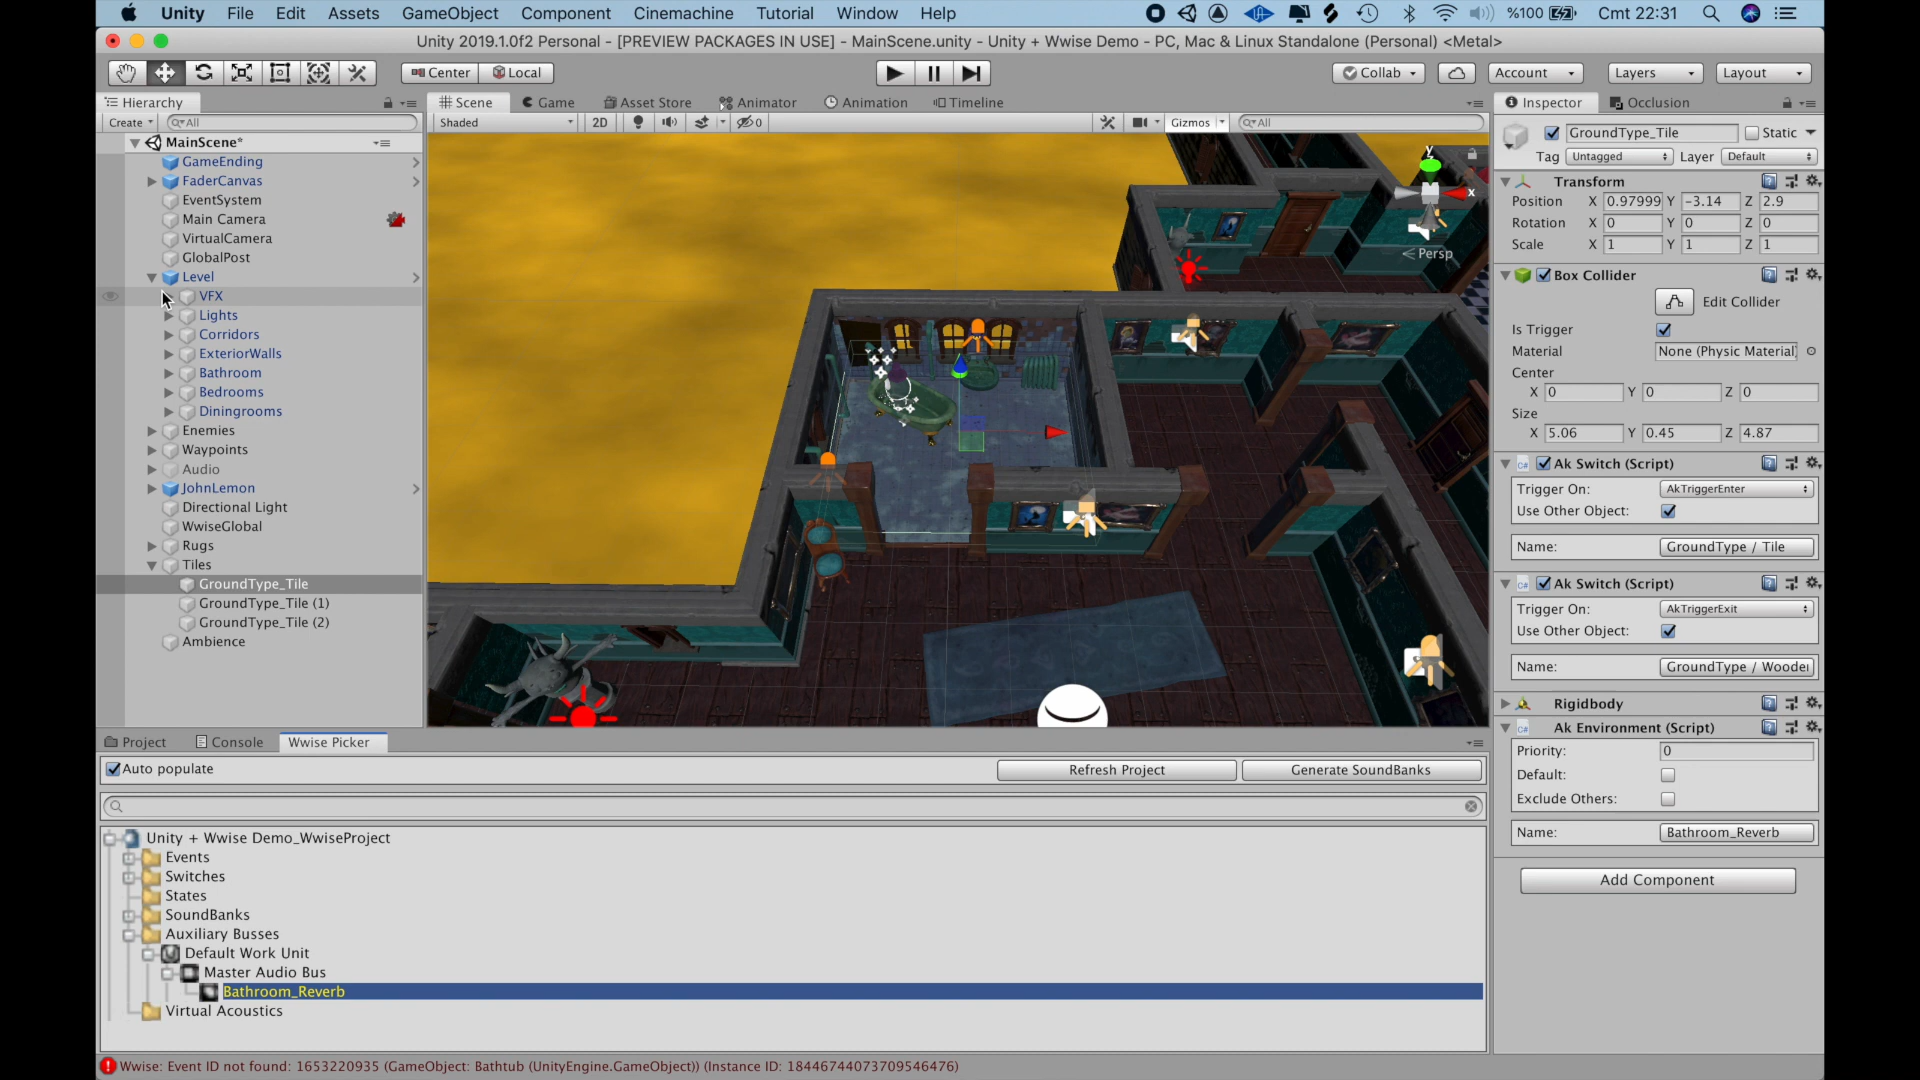 Unity File Edit Assets GameObject Component Cinemachine Tutorial Window Help %100 Cmt 22:31
Unity 2019.1.0f2 Personal - [PREVIEW PACKAGES IN USE] - MainScene.unity - Unity + Wwise Demo - PC, Mac & Linux Standalone (Personal) <Metal>
Center Local Collab Account Layers Layout
Hierarchy Scene Game Asset Store Animator Animation Timeline Inspector Occlusion
Create All Shaded 2D 0 Gizmos All
MainScene*
GameEnding
FaderCanvas
EventSystem
Main Camera
VirtualCamera
GlobalPost
Level
VFX
Lights
Corridors
ExteriorWalls
Bathroom
Bedrooms
Diningrooms
Enemies
Waypoints
Audio
JohnLemon
Directional Light
WwiseGlobal
Rugs
Tiles
GroundType_Tile
GroundType_Tile (1)
GroundType_Tile (2)
Ambience
y
x
Persp
GroundType_Tile Static
Tag Untagged Layer Default
Transform
Position X 0.97999 Y -3.14 Z 2.9
Rotation X 0 Y 0 Z 0
Scale X 1 Y 1 Z 1
Box Collider
Edit Collider
Is Trigger
Material None (Physic Material)
Center
X 0 Y 0 Z 0
Size
X 5.06 Y 0.45 Z 4.87
Ak Switch (Script)
Trigger On: AkTriggerEnter
Use Other Object:
Name: GroundType / Tile
Ak Switch (Script)
Trigger On: AkTriggerExit
Use Other Object:
Name: GroundType / Wooden
Rigidbody
Ak Environment (Script)
Priority: 0
Default:
Exclude Others:
Name: Bathroom_Reverb
Add Component
Project Console Wwise Picker
Auto populate Refresh Project Generate SoundBanks
Unity + Wwise Demo_WwiseProject
Events
Switches
States
SoundBanks
Auxiliary Busses
Default Work Unit
Master Audio Bus
Bathroom_Reverb
Virtual Acoustics
Wwise: Event ID not found: 1653220935 (GameObject: Bathtub (UnityEngine.GameObject)) (Instance ID: 18446744073709546476)